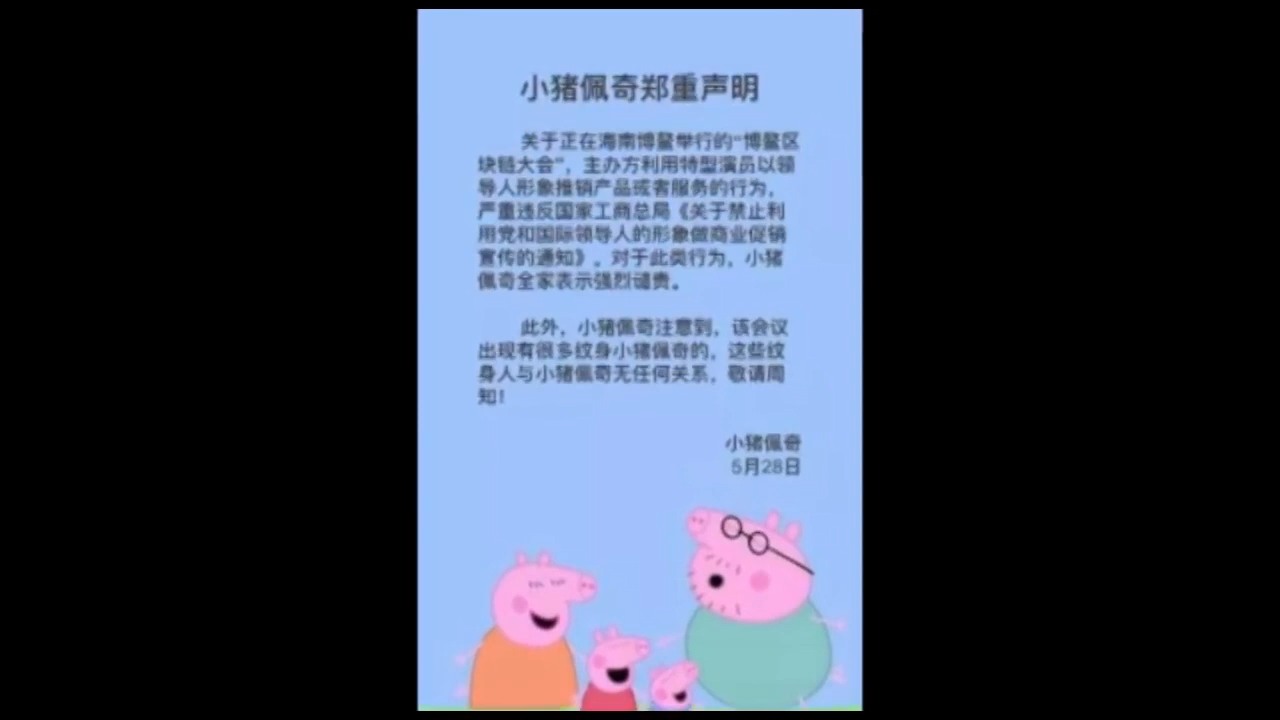 小猪佩奇郑重声明
关于正在海南博鳌举行的“博鳌区
块链大会”，主办方利用特型演员以领
导人形象推销产品或者服务的行为，
严重违反国家工商总局《关于禁止利
用党和国际领导人的形象做商业促销
宣传的通知》。对于此类行为，小猪
佩奇全家表示强烈谴责。
此外，小猪佩奇注意到，该会议
出现有很多纹身小猪佩奇的，这些纹
身人与小猪佩奇无任何关系，敬请周
知！
小猪佩奇
5月28日